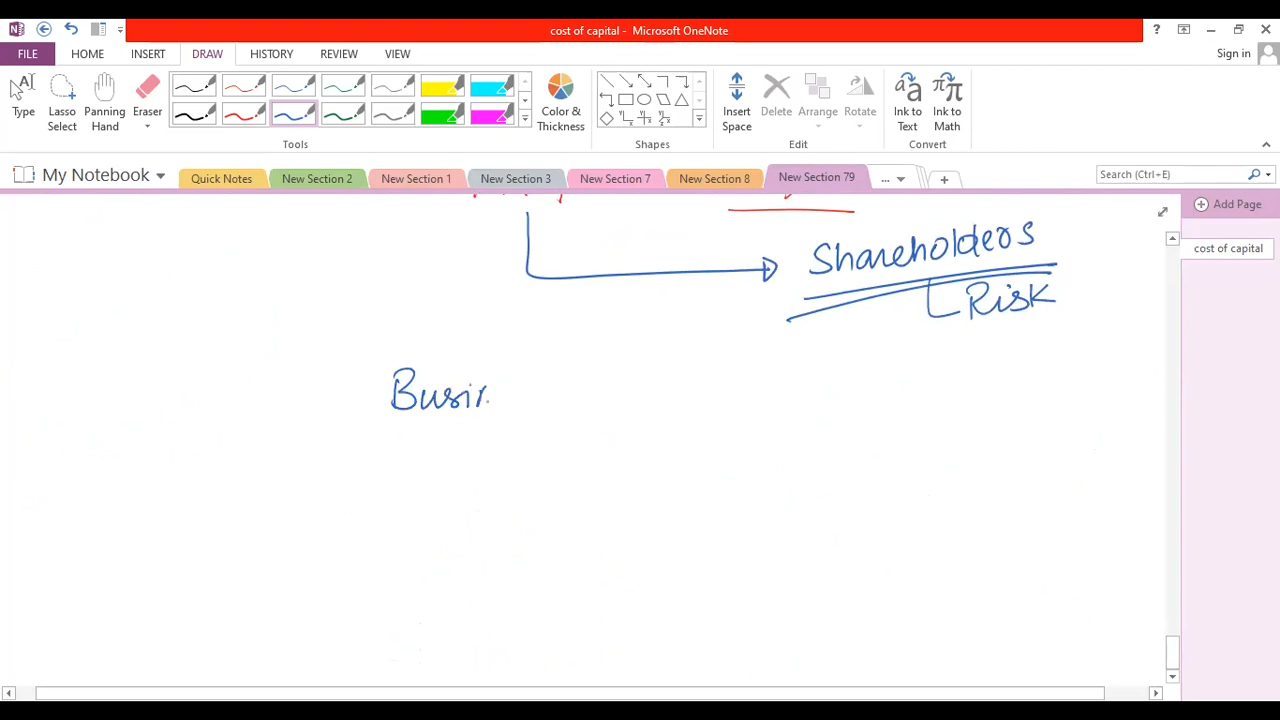 cost of capital - Microsoft OneNote
? 
Sign in
FILE HOME INSERT DRAW HISTORY REVIEW VIEW
Type
Lasso Select
Panning Hand
Eraser
Color & Thickness
Insert Space
Delete
Arrange
Rotate
Ink to Text
Ink to Math
Tools Shapes Edit Convert
My Notebook Quick Notes New Section 2 New Section 1 New Section 3 New Section 7 New Section 8 New Section 79 ... +
Search (Ctrl+E)
Add Page
cost of capital
Shareholders
Risk